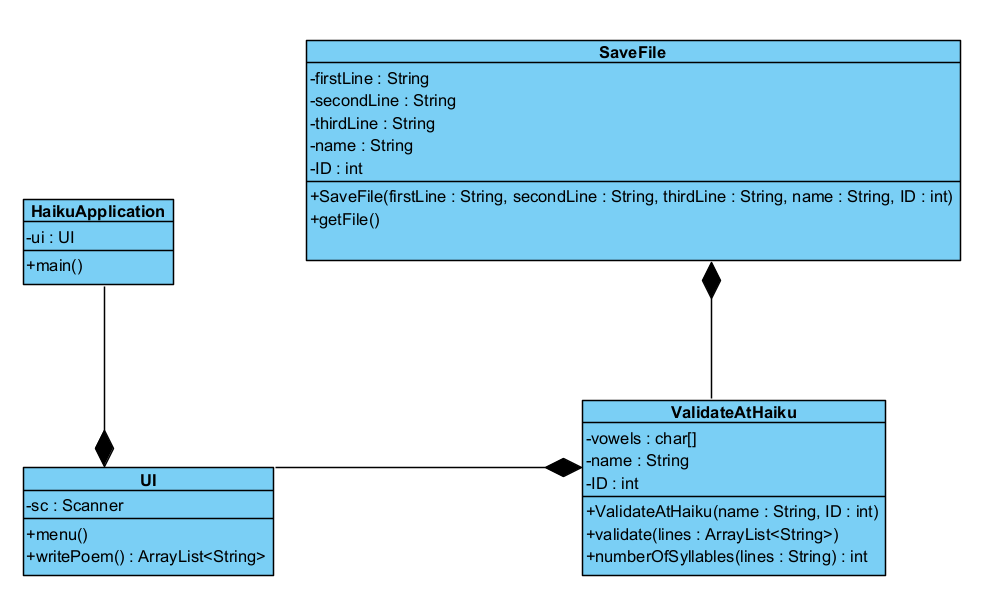 SaveFile
-firstLine : String
-secondLine : String
-thirdLine : String
-name : String
-ID : int
+SaveFile(firstLine : String, secondLine : String, thirdLine : String, name : String, ID : int)
+getFile()
HaikuApplication
-ui : UI
+main()
ValidateAtHaiku
-vowels : char[]
-name : String
-ID : int
+ValidateAtHaiku(name : String, ID : int)
+validate(lines : ArrayList<String>)
+numberOfSyllables(lines : String) : int
UI
-sc : Scanner
+menu()
+writePoem() : ArrayList<String>